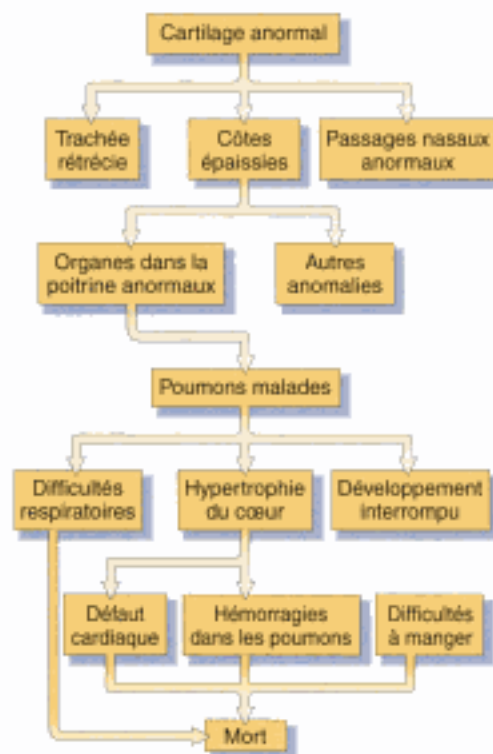 Cartilage anormal
Trachée
rétrécie
Côtes
épaissies
Passages nasaux
anormaux
Organes dans la
poitrine anormaux
Autres
anomalies
Poumons malades
Difficultés
respiratoires
Hypertrophie
du cœur
Développement
interrompu
Défaut
cardiaque
Hémorragies
dans les poumons
Difficultés
à manger
Mort